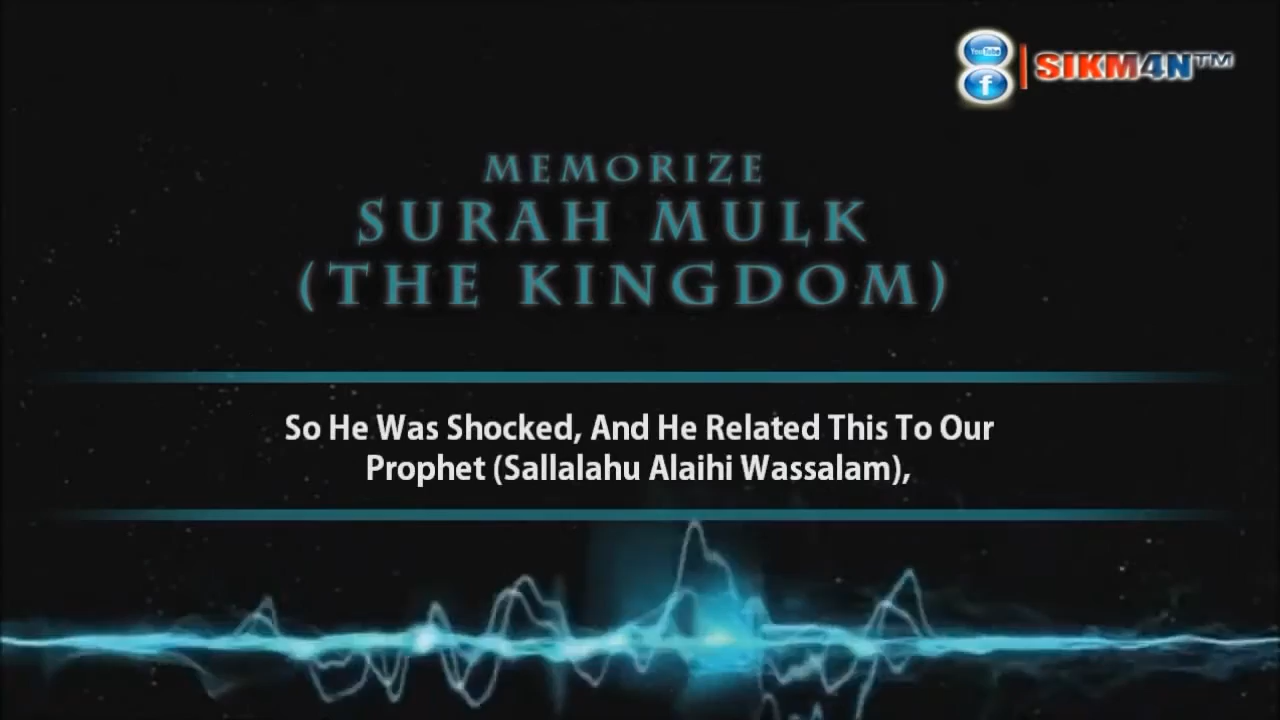 YouTube
f
SIKM4N™
MEMORIZE
SURAH MULK
(THE KINGDOM)
So He Was Shocked, And He Related This To Our
Prophet (Sallalahu Alaihi Wassalam),